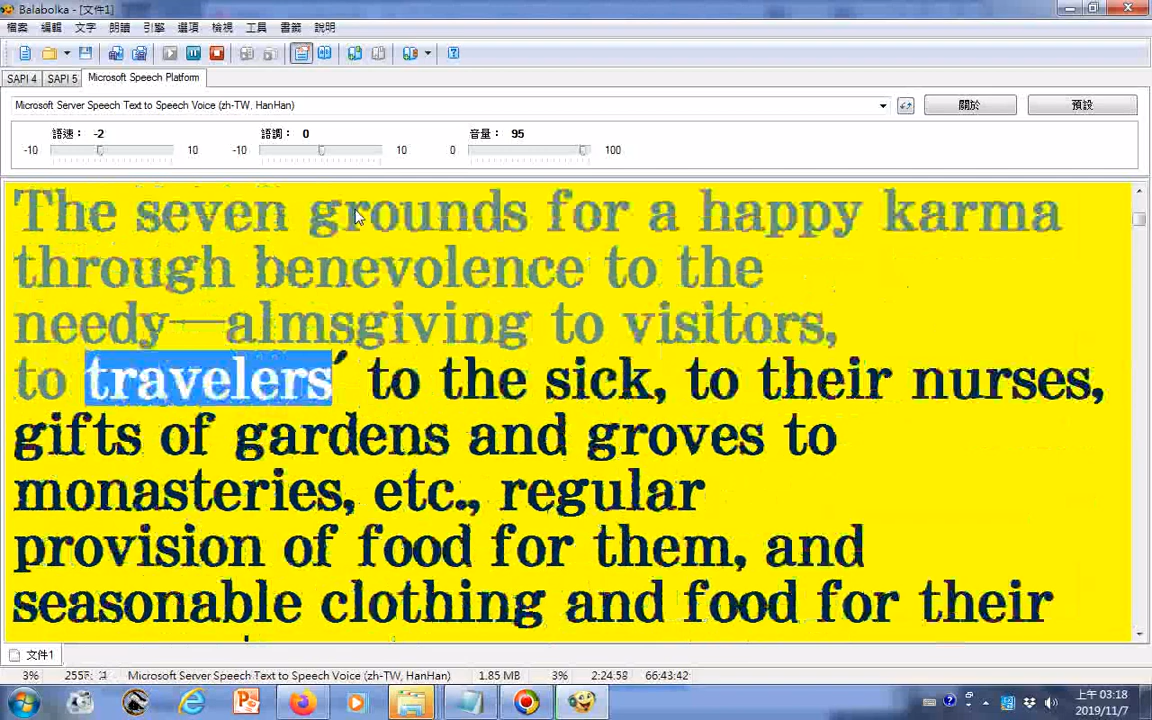 Balabolka - [文件1]
檔案 編輯 文字 朗讀 引擎 選項 檢視 工具 書籤 說明
SAPI 4 SAPI 5 Microsoft Speech Platform
Microsoft Server Speech Text to Speech Voice (zh-TW, HanHan) 關於 預設
語速： -2 語調： 0 音量： 95
-10 10 -10 10 0 100
The seven grounds for a happy karma
through benevolence to the
needy—almsgiving to visitors,
to travelers´ to the sick, to their nurses,
gifts of gardens and groves to
monasteries, etc., regular
provision of food for them, and
seasonable clothing and food for their
文件1
3% Microsoft Server Speech Text to Speech Voice (zh-TW, HanHan) 1.85 MB 3% 2:24:58 66:43:42
上午 03:18
2019/11/7